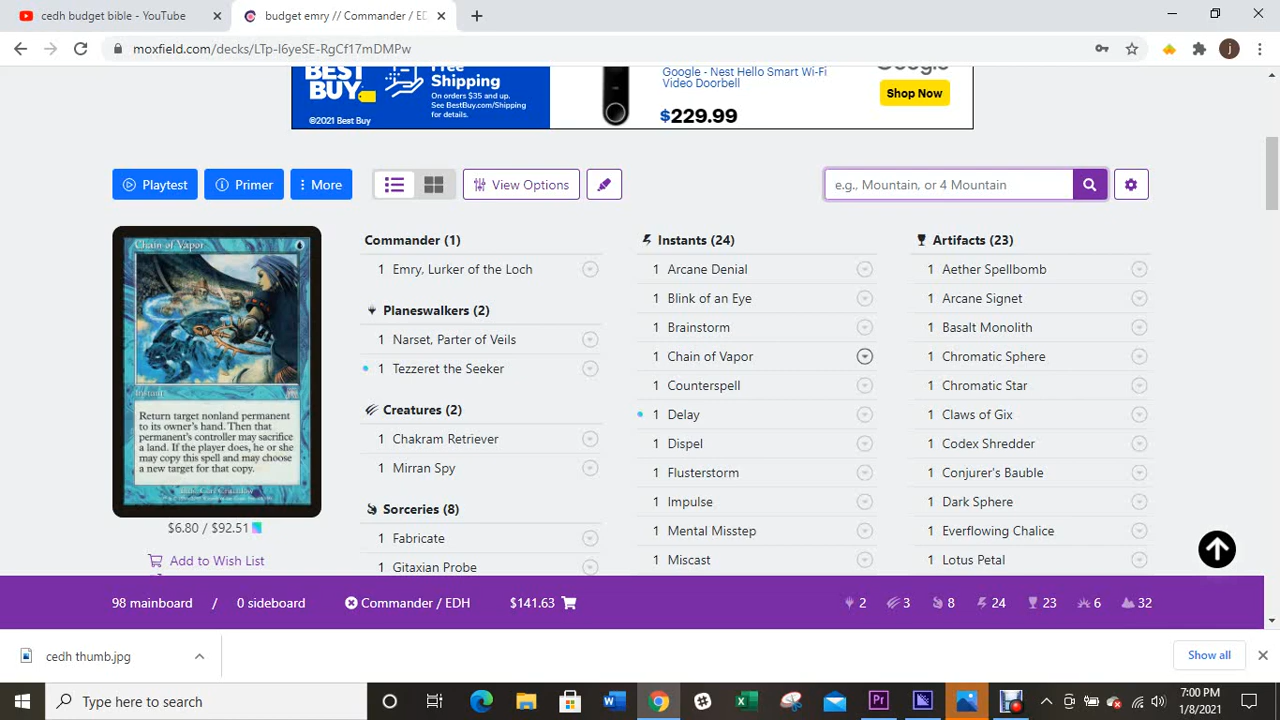 cedh budget bible - YouTube
budget emry // Commander / ED
moxfield.com/decks/LTp-I6yeSE-RgCf17mDMPw
j
BEST BUY
Free Shipping
On orders $35 and up.
See BestBuy.com/Shipping
for details.
©2021 Best Buy
Google
Google - Nest Hello Smart Wi-Fi
Video Doorbell
$229.99
Shop Now
Playtest
Primer
More
View Options
e.g., Mountain, or 4 Mountain
Chain of Vapor
Instant
Return target nonland permanent
to its owner's hand. Then that
permanent's controller may sacrifice
a land. If the player does, he or she
may copy this spell and may choose
a new target for that copy.
$6.80 / $92.51
Add to Wish List
Commander (1)
1 Emry, Lurker of the Loch
Planeswalkers (2)
1 Narset, Parter of Veils
1 Tezzeret the Seeker
Creatures (2)
1 Chakram Retriever
1 Mirran Spy
Sorceries (8)
1 Fabricate
1 Gitaxian Probe
Instants (24)
1 Arcane Denial
1 Blink of an Eye
1 Brainstorm
1 Chain of Vapor
1 Counterspell
1 Delay
1 Dispel
1 Flusterstorm
1 Impulse
1 Mental Misstep
1 Miscast
Artifacts (23)
1 Aether Spellbomb
1 Arcane Signet
1 Basalt Monolith
1 Chromatic Sphere
1 Chromatic Star
1 Claws of Gix
1 Codex Shredder
1 Conjurer's Bauble
1 Dark Sphere
1 Everflowing Chalice
1 Lotus Petal
98 mainboard / 0 sideboard Commander / EDH $141.63 2 3 8 24 23 6 32
cedh thumb.jpg
Show all
Type here to search
7:00 PM
1/8/2021